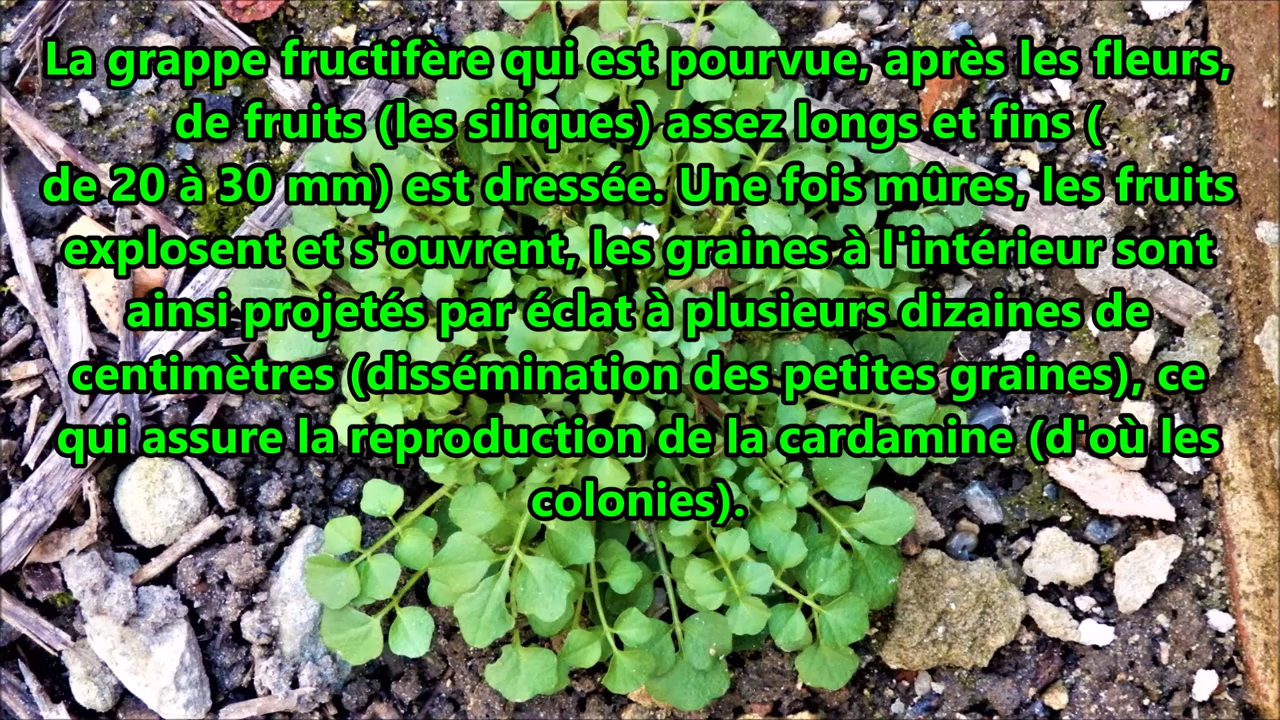 La grappe fructifère qui est pourvue, après les fleurs,
de fruits (les siliques) assez longs et fins (
de 20 à 30 mm) est dressée. Une fois mûres, les fruits
explosent et s'ouvrent, les graines à l'intérieur sont
ainsi projetés par éclat à plusieurs dizaines de
centimètres (dissémination des petites graines), ce
qui assure la reproduction de la cardamine (d'où les
colonies).